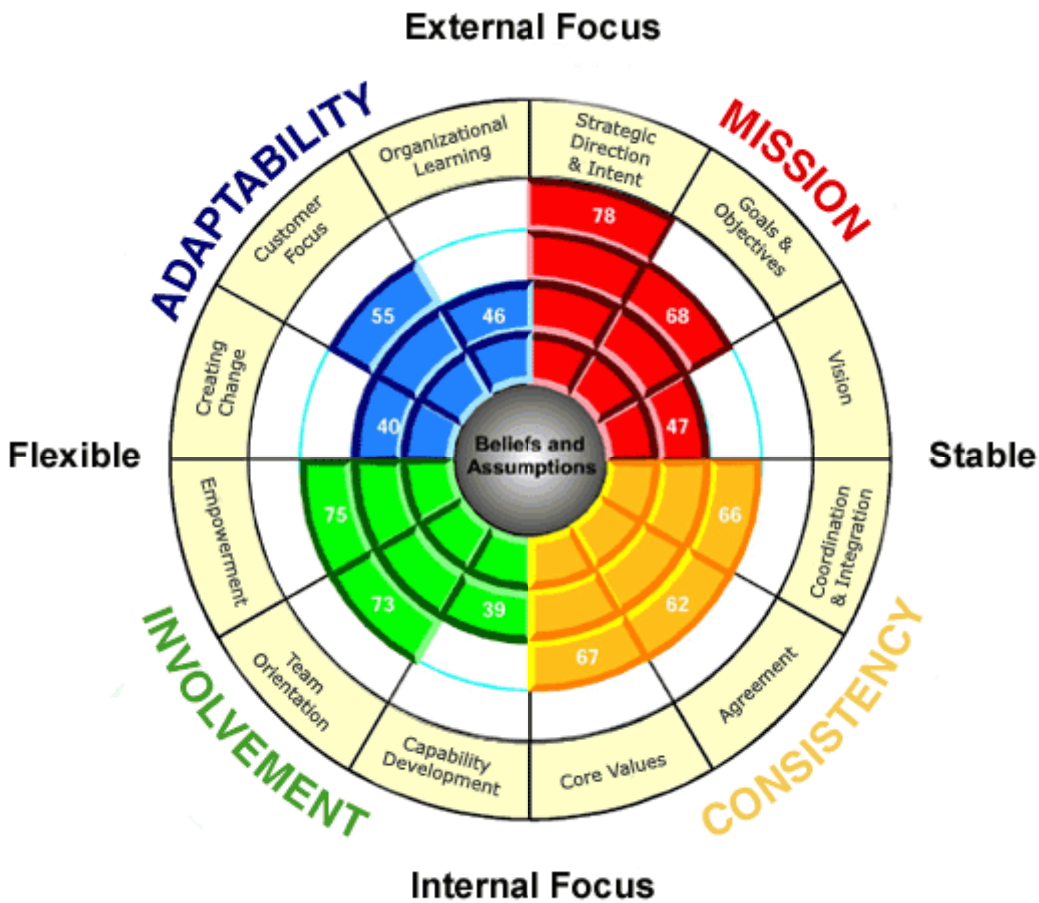 External Focus
ADAPTABILITY
MISSION
Organizational
Learning
Strategic
Direction
& Intent
Customer
Focus
Goals &
Objectives
Creating
Change
Vision
78
55
46
68
40
47
Flexible
Beliefs and
Assumptions
Stable
Empowerment
75
66
Coordination
& Integration
73
39
62
67
Team
Orientation
Agreement
Capability
Development
Core Values
INVOLVEMENT
CONSISTENCY
Internal Focus